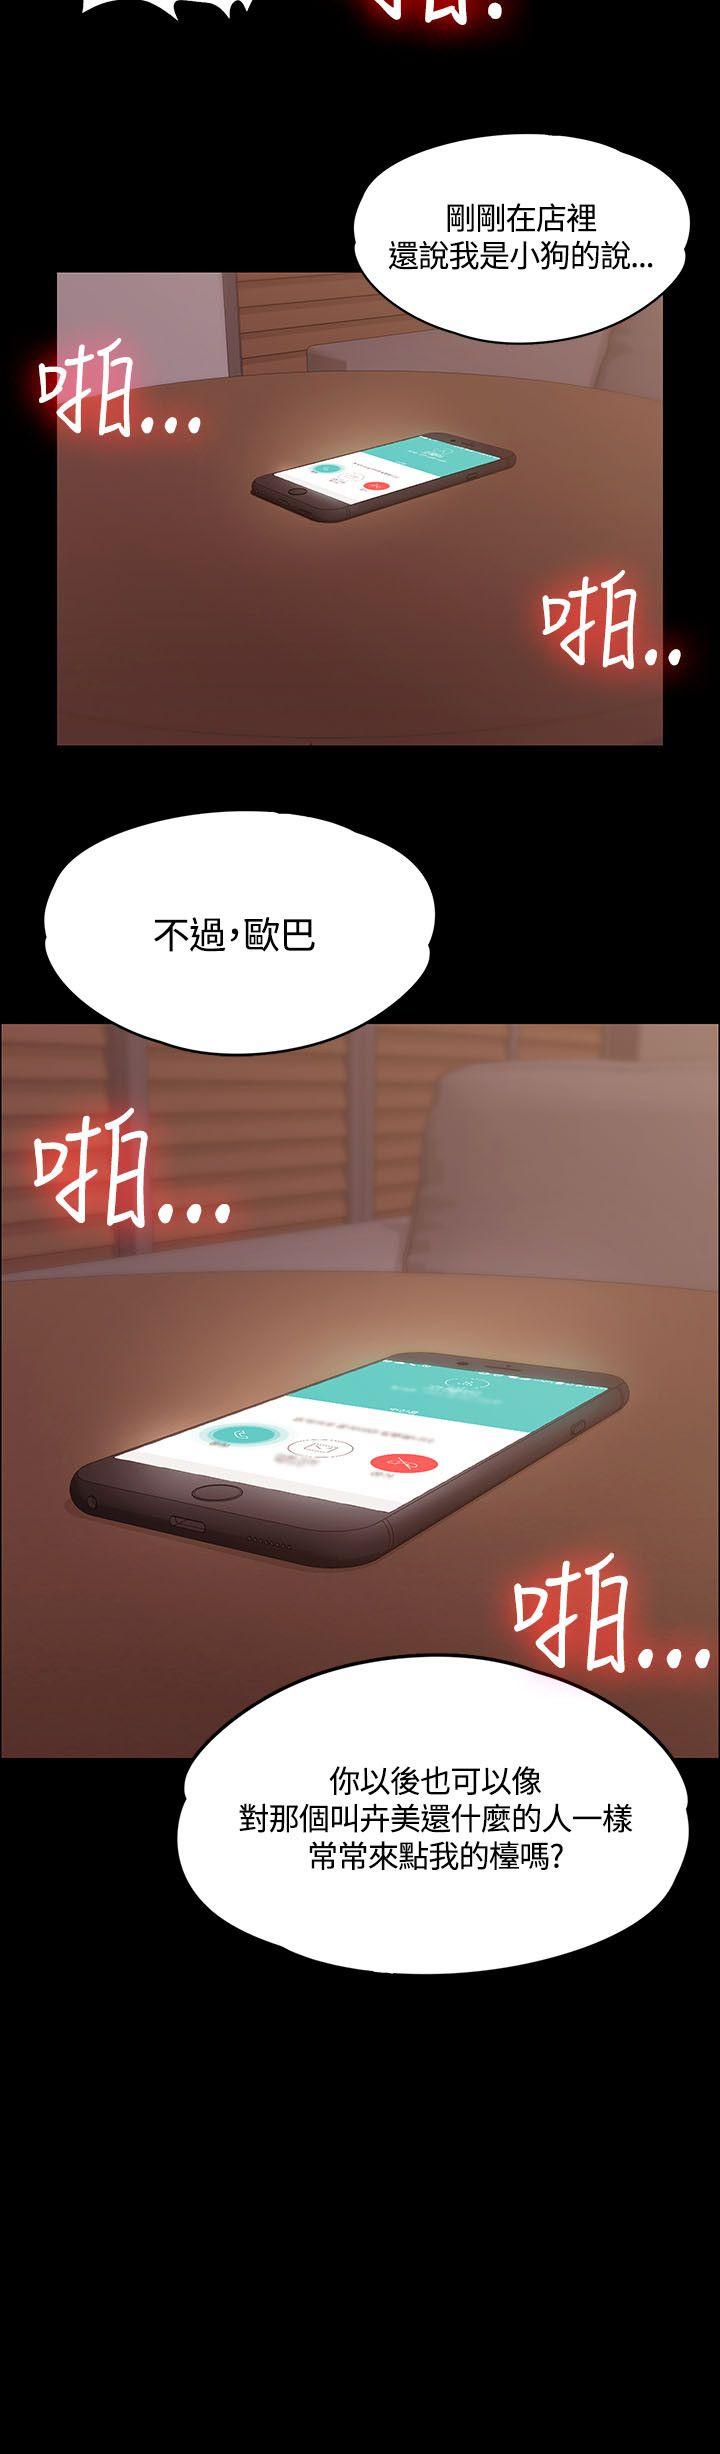 剛剛在店裡
還說我是小狗的說...
啪...
啪..
不過,歐巴
啪...
啪...
你以後也可以像
對那個叫卉美還什麼的人一樣
常常來點我的檯嗎?